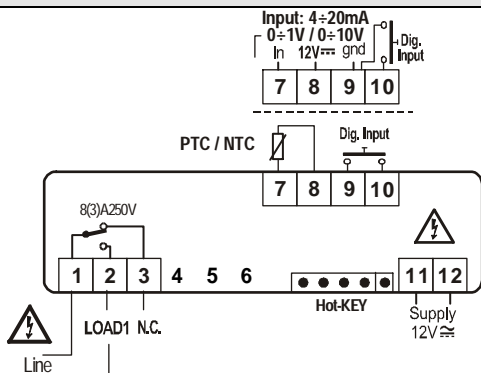 Input: 4÷20mA
0÷1V / 0÷10V
In 12V⎓ gnd
Dig.
Input
7 8 9 10
PTC / NTC
Dig. Input
7 8 9 10
8(3)A250V
1 2 3 4 5 6
11 12
Hot-KEY
LOAD1 N.C.
Supply
12V≂
Line